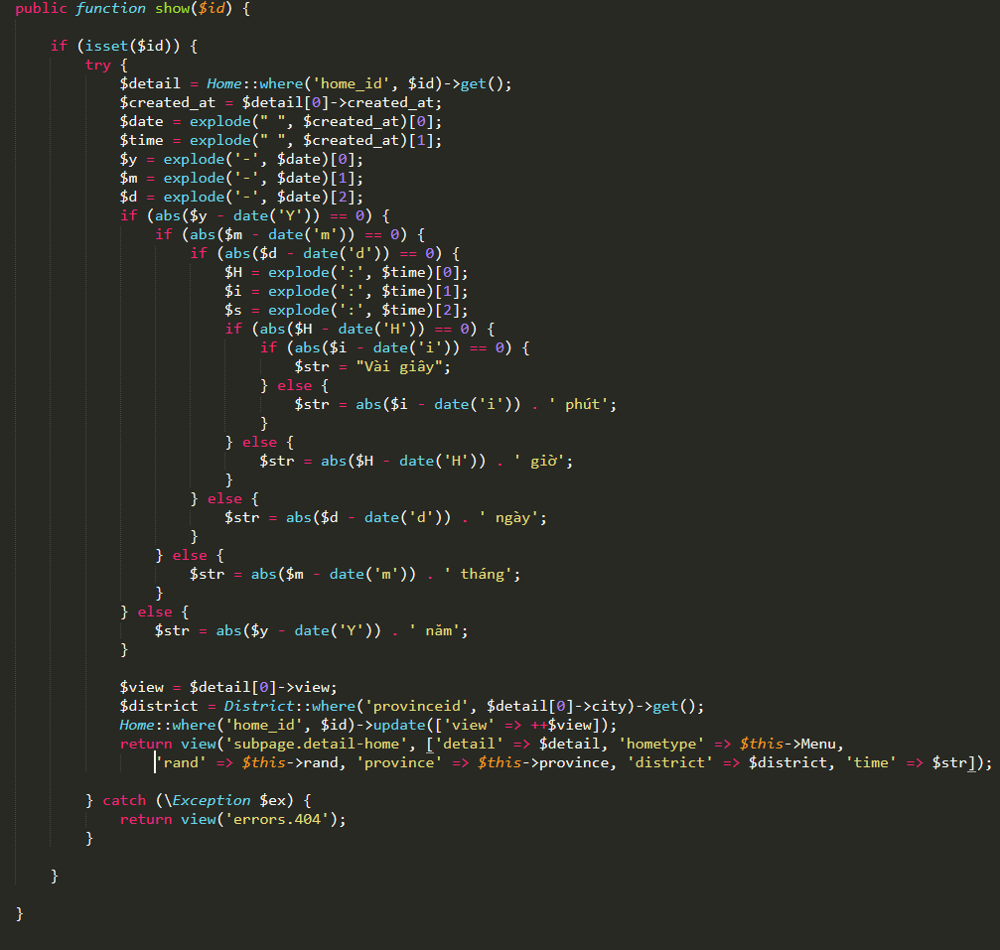 public function show($id) {
if (isset($id)) {
try {
$detail = Home::where('home_id', $id)->get();
$created_at = $detail[0]->created_at;
$date = explode(" ", $created_at)[0];
$time = explode(" ", $created_at)[1];
$y = explode('-', $date)[0];
$m = explode('-', $date)[1];
$d = explode('-', $date)[2];
if (abs($y - date('Y')) == 0) {
if (abs($m - date('m')) == 0) {
if (abs($d - date('d')) == 0) {
$H = explode(':', $time)[0];
$i = explode(':', $time)[1];
$s = explode(':', $time)[2];
if (abs($H - date('H')) == 0) {
if (abs($i - date('i')) == 0) {
$str = "Vài giây";
} else {
$str = abs($i - date('i')) . ' phút';
}
} else {
$str = abs($H - date('H')) . ' giờ';
}
} else {
$str = abs($d - date('d')) . ' ngày';
}
} else {
$str = abs($m - date('m')) . ' tháng';
}
} else {
$str = abs($y - date('Y')) . ' năm';
}
$view = $detail[0]->view;
$district = District::where('provinceid', $detail[0]->city)->get();
Home::where('home_id', $id)->update(['view' => ++$view]);
return view('subpage.detail-home', ['detail' => $detail, 'hometype' => $this->Menu,
'rand' => $this->rand, 'province' => $this->province, 'district' => $district, 'time' => $str]);
} catch (\Exception $ex) {
return view('errors.404');
}
}
}